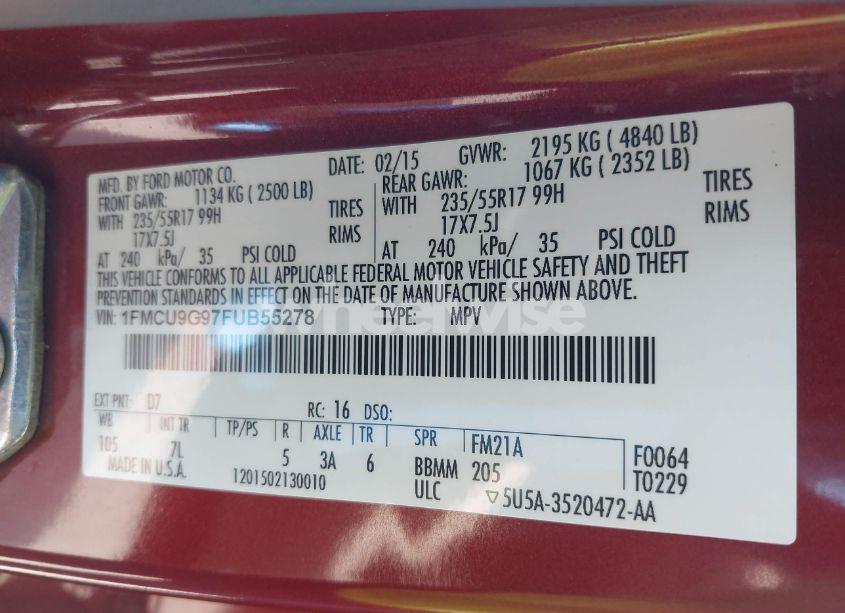 MFD. BY FORD MOTOR CO. DATE: 02/15 GVWR: 2195 KG ( 4840 LB)
FRONT GAWR: 1134 KG ( 2500 LB) REAR GAWR: 1067 KG ( 2352 LB)
WITH 235/55R17 99H TIRES WITH 235/55R17 99H TIRES
17X7.5J RIMS 17X7.5J RIMS
AT 240 kPa/ 35 PSI COLD AT 240 kPa/ 35 PSI COLD
THIS VEHICLE CONFORMS TO ALL APPLICABLE FEDERAL MOTOR VEHICLE SAFETY AND THEFT
PREVENTION STANDARDS IN EFFECT ON THE DATE OF MANUFACTURE SHOWN ABOVE.
VIN: 1FMCU9G97FUB55278 TYPE: MPV
EXT PNT: D7 RC: 16 DSO:
WB INT TR TP/PS R AXLE TR SPR FM21A F0064
105 7L 5 3A 6 BBMM 205 T0229
MADE IN U.S.A. 1201502130010 ULC ▽5U5A-3520472-AA